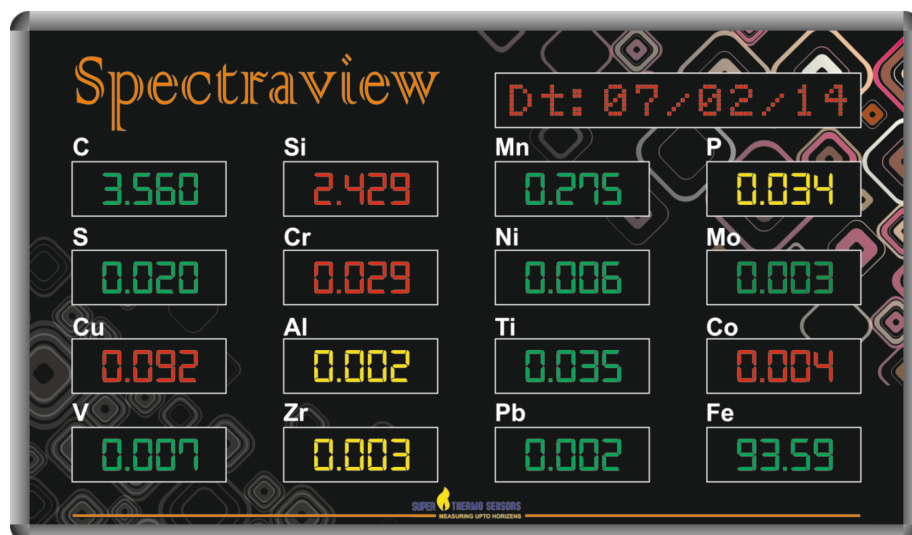 Spectraview
Dt: 07/02/14
C Si Mn P
3.560 2.429 0.275 0.034
S Cr Ni Mo
0.020 0.029 0.006 0.003
Cu Al Ti Co
0.092 0.002 0.035 0.004
V Zr Pb Fe
0.007 0.003 0.002 93.59
SUPER THERMO SENSORS
MEASURING UPTO HORIZENS